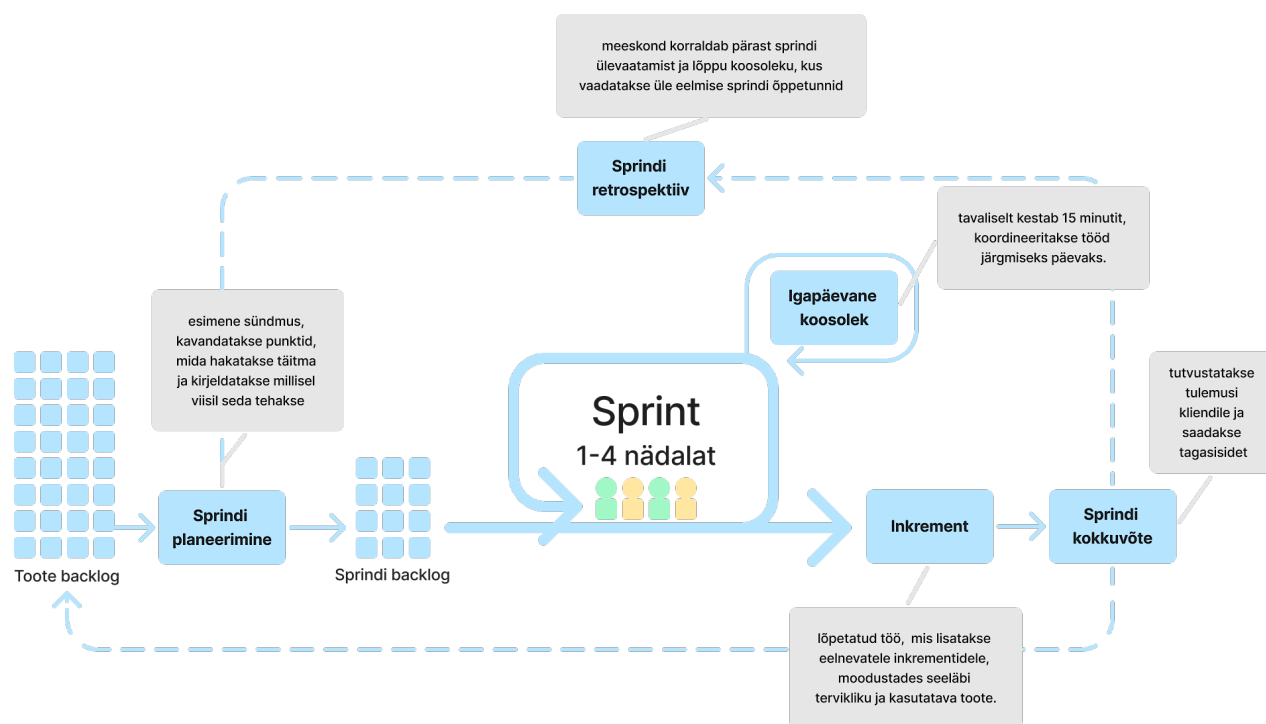 meeskond korraldab pärast sprindi
ülevaatamist ja lõppu koosoleku, kus
vaadatakse üle eelmise sprindi õppetunnid
Sprindi
retrospektiiv
tavaliselt kestab 15 minutit,
koordineeritakse tööd
järgmiseks päevaks.
Igapäevane
koosolek
esimene sündmus,
kavandatakse punktid,
mida hakatakse täitma
ja kirjeldatakse millisel
viisil seda tehakse
tutvustatakse
tulemusi
kliendile ja
saadakse
tagasisidet
Sprint
1-4 nädalat
Sprindi
planeerimine
Inkrement
Sprindi
kokkuvõte
Toote backlog
Sprindi backlog
lõpetatud töö, mis lisatakse
eelnevatele inkrementidele,
moodustades seeläbi
tervikliku ja kasutatava toote.